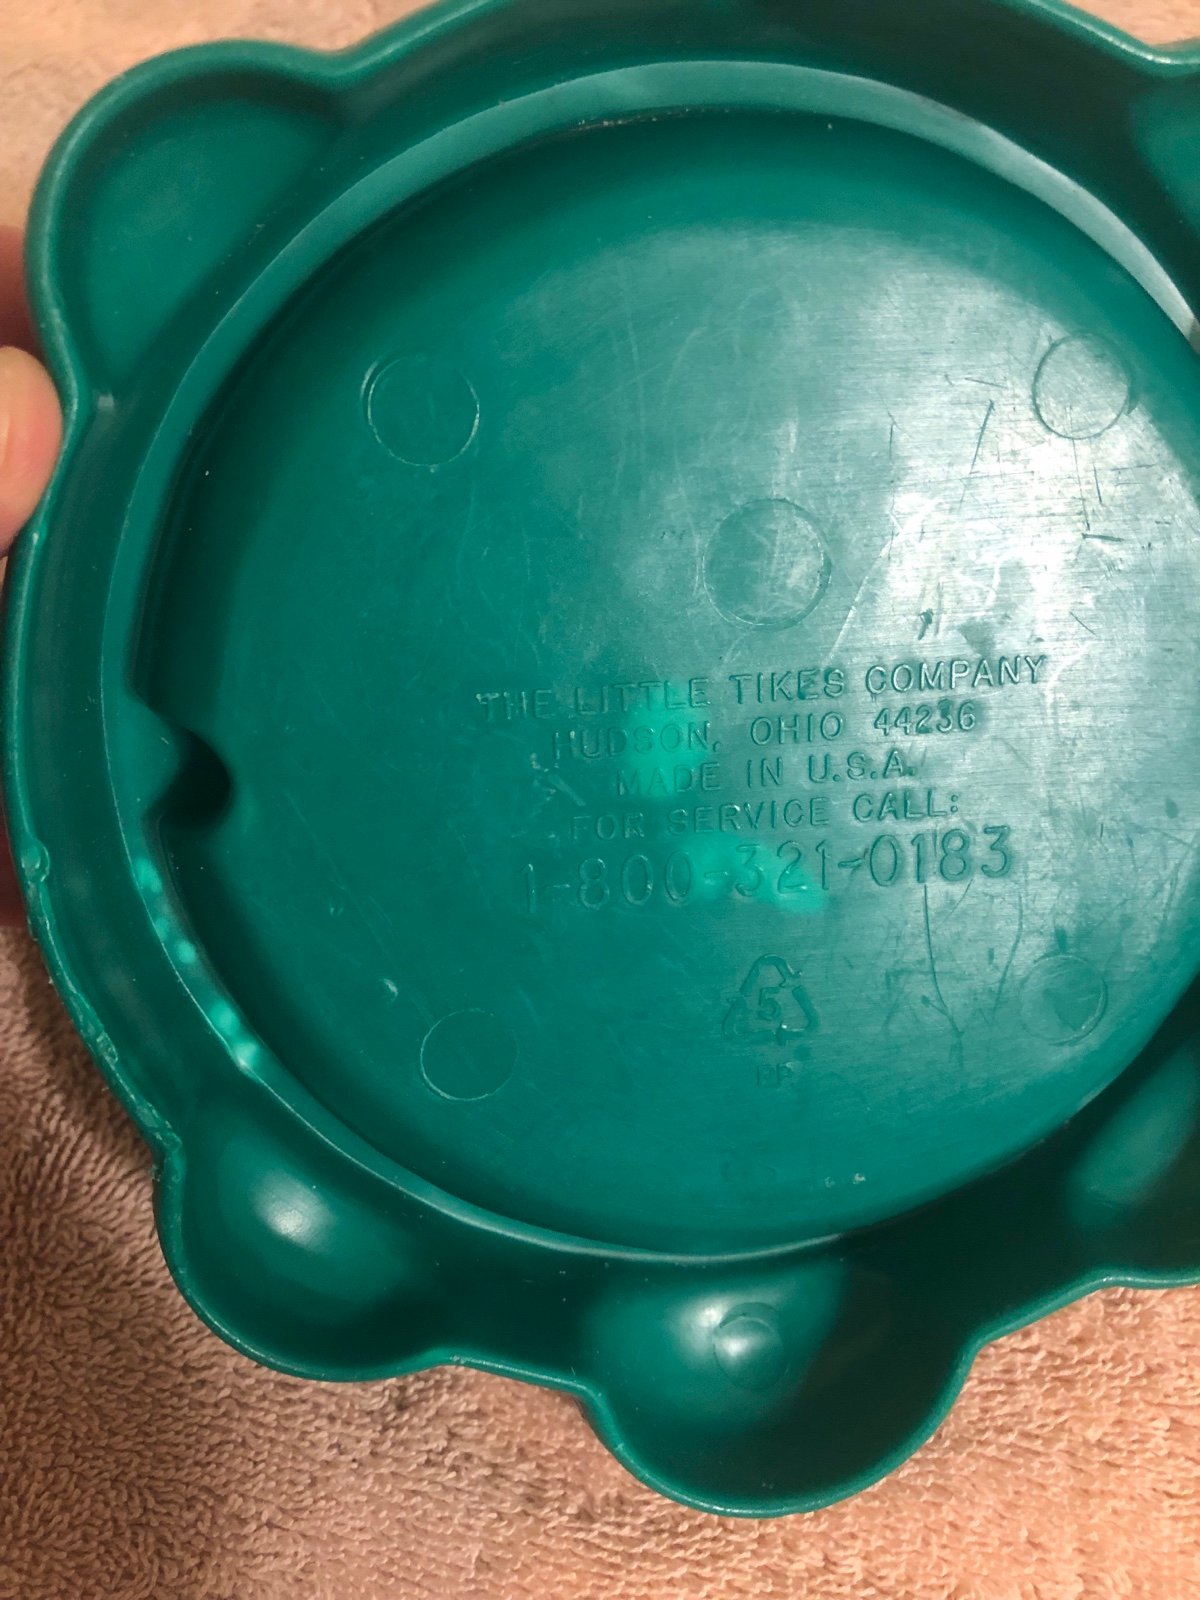 THE LITTLE TIKES COMPANY
HUDSON, OHIO 44236
MADE IN U.S.A.
FOR SERVICE CALL:
1-800-321-0183
5
PP